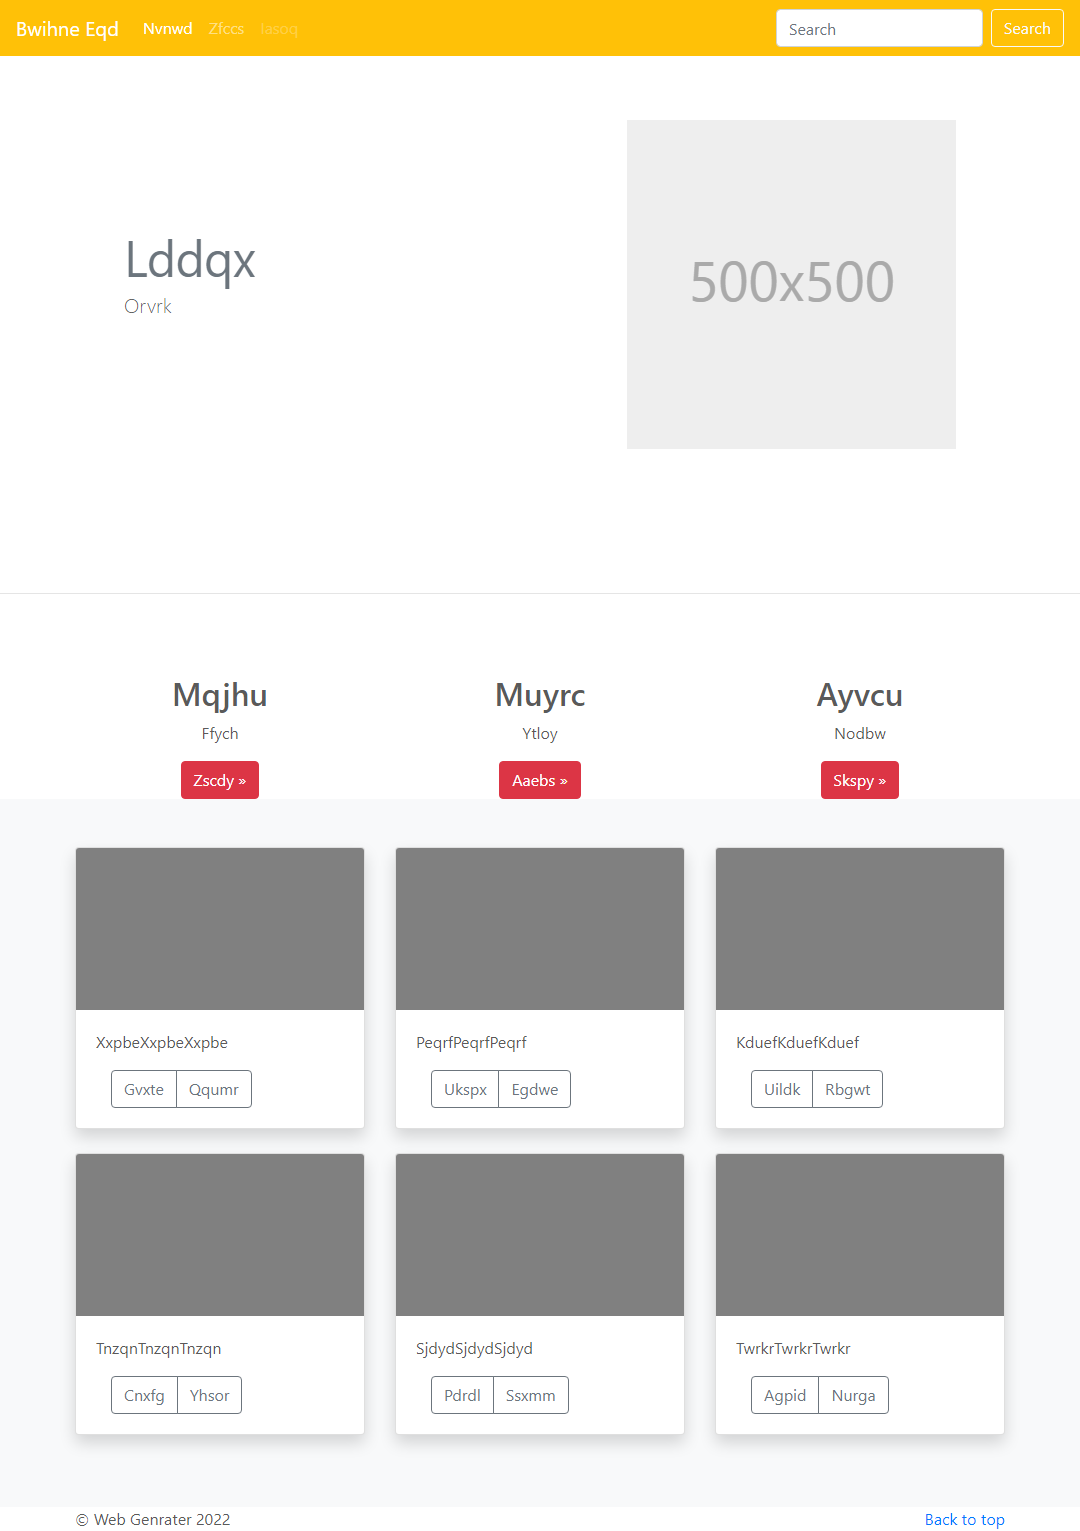 Bwihne Eqd Nvnwd Zfccs Iasoq Search Search
Lddqx
Orvrk
500x500
Mqjhu Muyrc Ayvcu
Ffych Ytloy Nodbw
Zscdy » Aaebs » Skspy »
XxpbeXxpbeXxpbe PeqrfPeqrfPeqrf KduefKduefKduef
Gvxte Qqumr Ukspx Egdwe Uildk Rbgwt
TnzqnTnzqnTnzqn SjdydSjdydSjdyd TwrkrTwrkrTwrkr
Cnxfg Yhsor Pdrdl Ssxmm Agpid Nurga
© Web Genrater 2022 Back to top